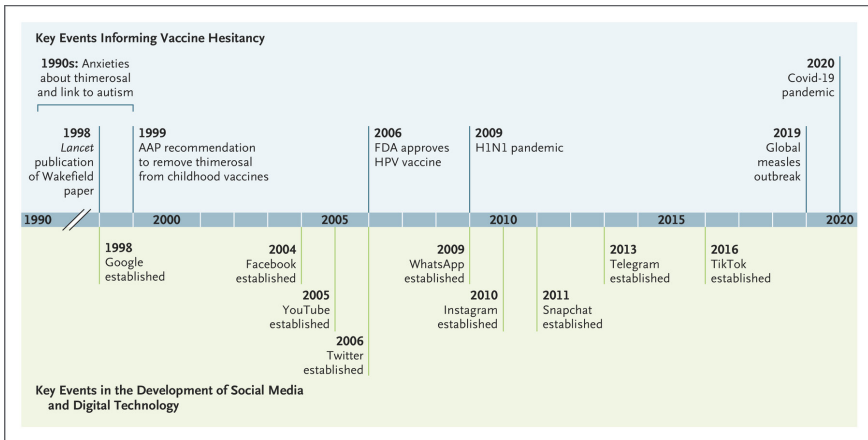 Key Events Informing Vaccine Hesitancy
1990s: Anxieties
about thimerosal
and link to autism
1998
Lancet
publication
of Wakefield
paper
1999
AAP recommendation
to remove thimerosal
from childhood vaccines
2006
FDA approves
HPV vaccine
2009
H1N1 pandemic
2019
Global
measles
outbreak
2020
Covid-19
pandemic
1990
2000
2005
2010
2015
2020
1998
Google
established
2004
Facebook
established
2005
YouTube
established
2006
Twitter
established
2009
WhatsApp
established
2010
Instagram
established
2011
Snapchat
established
2013
Telegram
established
2016
TikTok
established
Key Events in the Development of Social Media
and Digital Technology